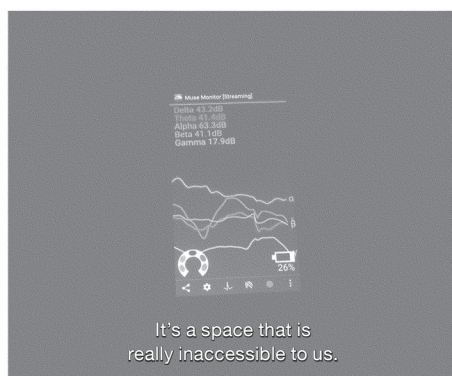 Muse Monitor [Streaming]
Delta 43.2dB
Theta 41.4dB
Alpha 63.3dB
Beta 41.1dB
Gamma 17.9dB
α
β
26%
It's a space that is
really inaccessible to us.